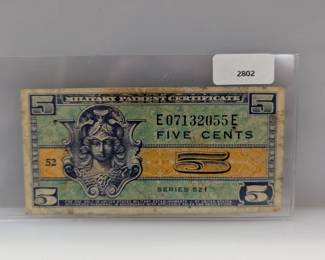 2802
5 MILITARY PAYMENT CERTIFICATE 5
E07132055E
FIVE CENTS
52
5
SERIES 521
5 5